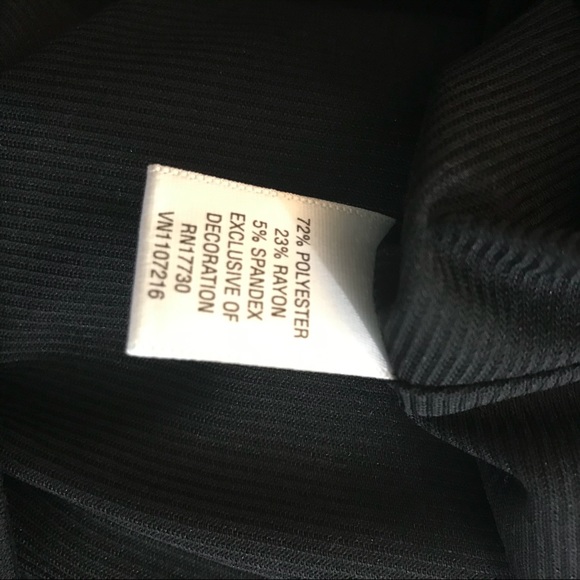 72% POLYESTER
23% RAYON
5% SPANDEX
EXCLUSIVE OF
DECORATION
RN17730
VN1107216